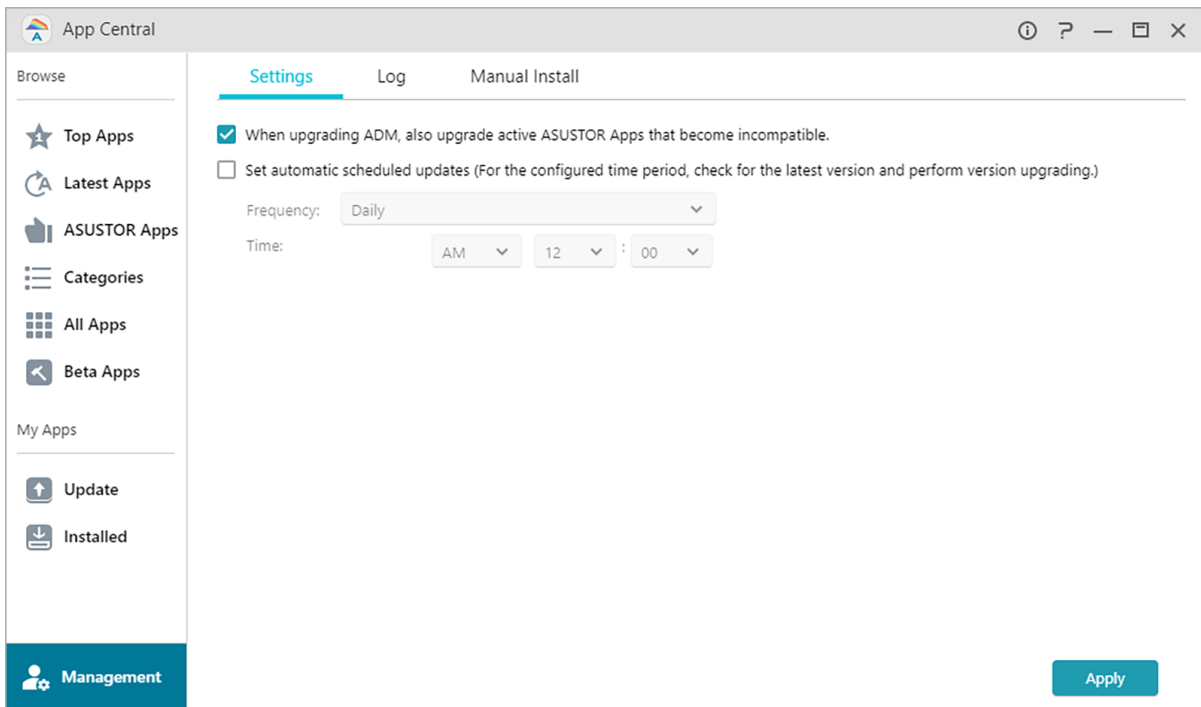 App Central
Browse
Top Apps
Latest Apps
ASUSTOR Apps
Categories
All Apps
Beta Apps
My Apps
Update
Installed
Management
Settings Log Manual Install
When upgrading ADM, also upgrade active ASUSTOR Apps that become incompatible.
Set automatic scheduled updates (For the configured time period, check for the latest version and perform version upgrading.)
Frequency: Daily
Time: AM 12 : 00
Apply